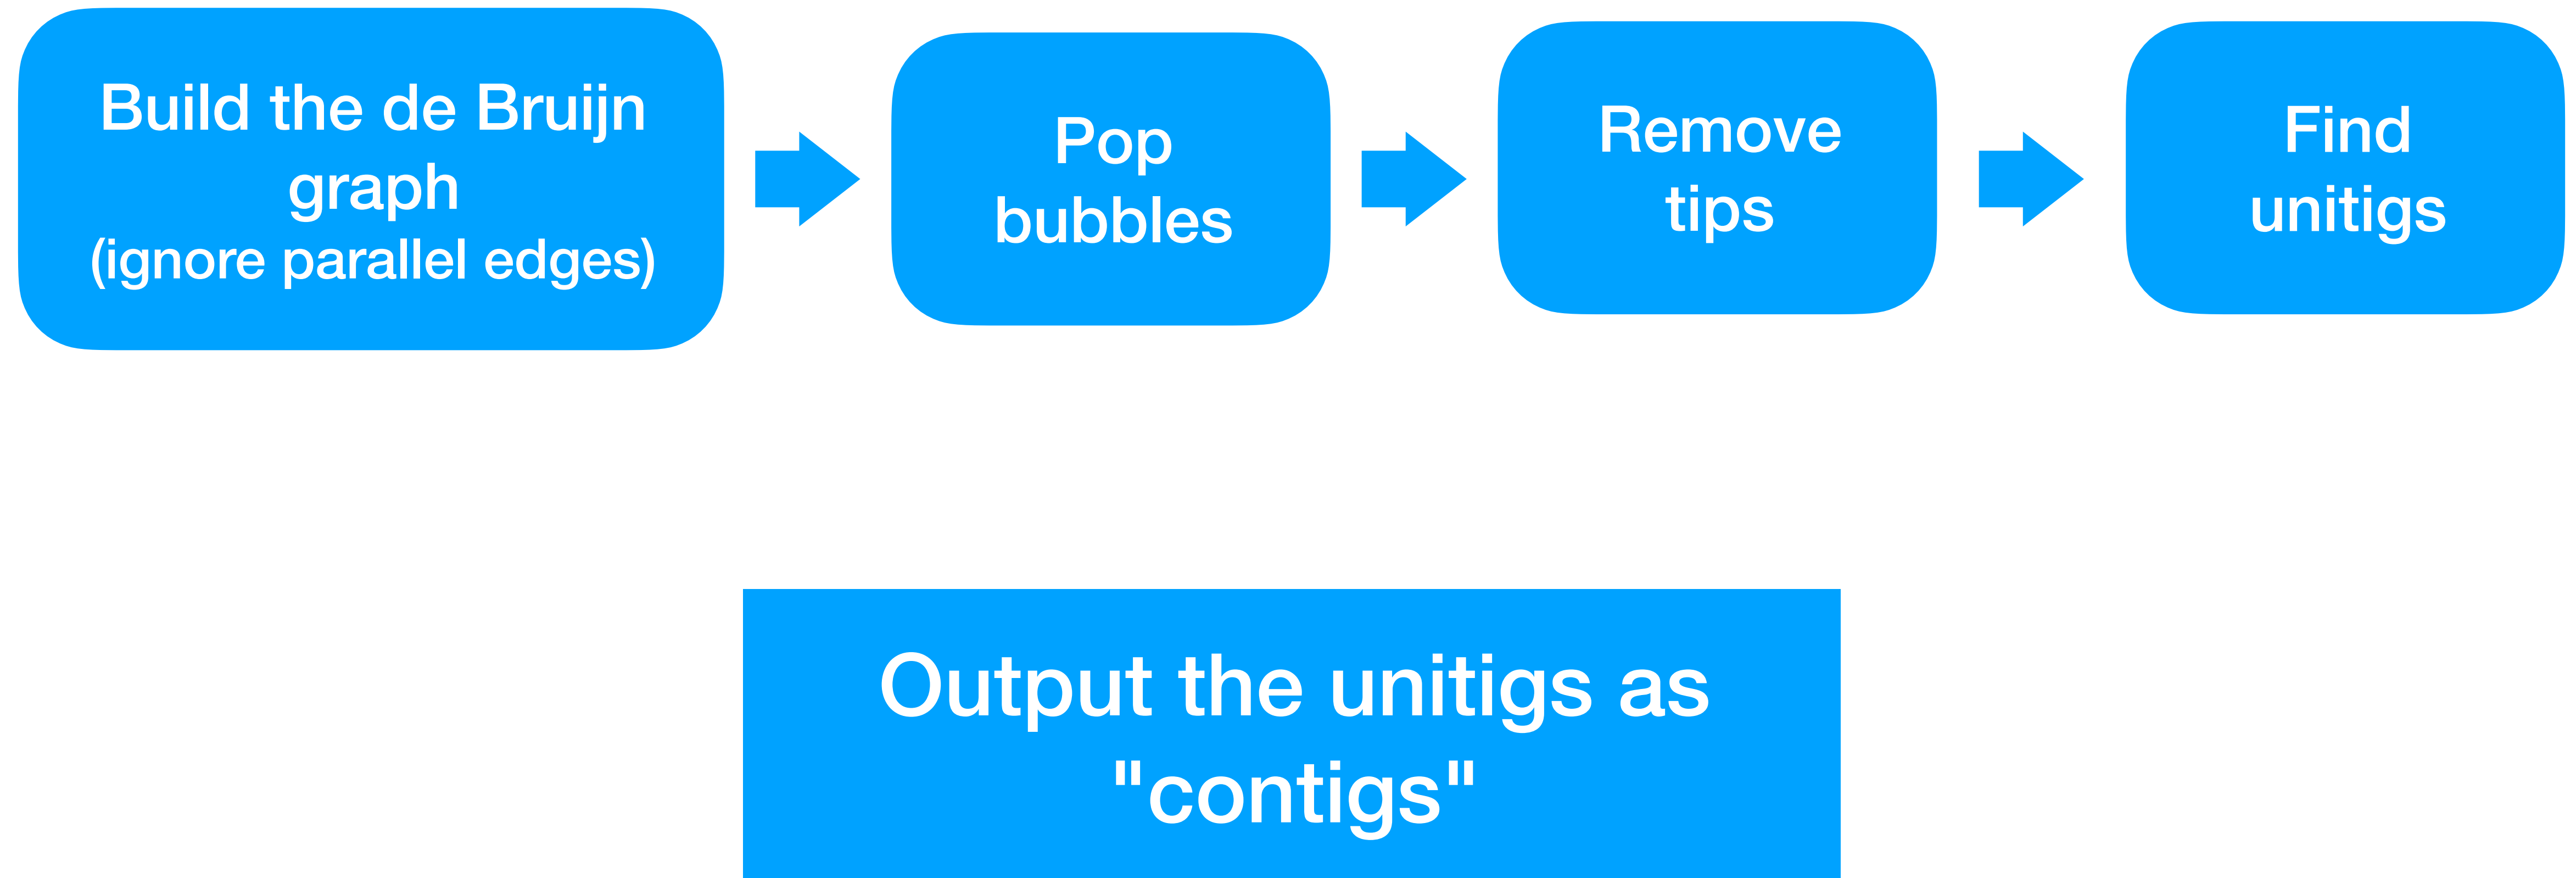 Build the de Bruijn
graph
(ignore parallel edges)
Pop
bubbles
Remove
tips
Find
unitigs
Output the unitigs as
"contigs"